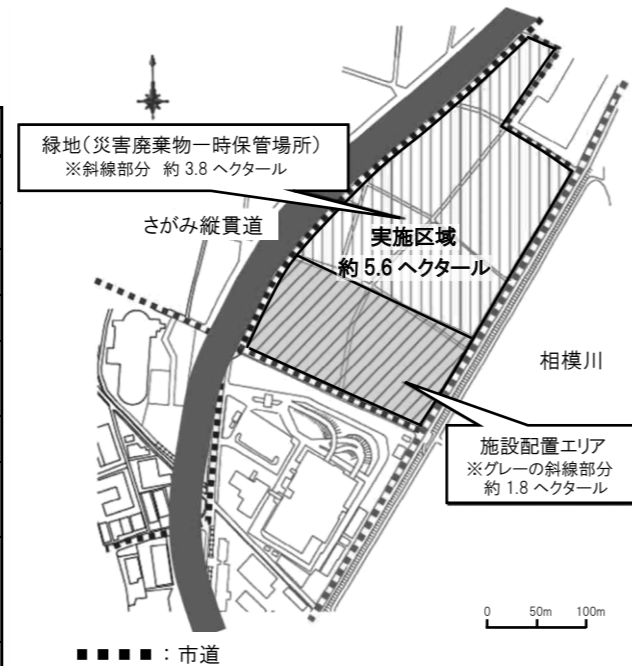 緑地（災害廃棄物一時保管場所）
※斜線部分 約 3.8 ヘクタール
さがみ縦貫道
実施区域
約 5.6 ヘクタール
相模川
施設配置エリア
※グレーの斜線部分
約 1.8 ヘクタール
0 50m 100m
：市道